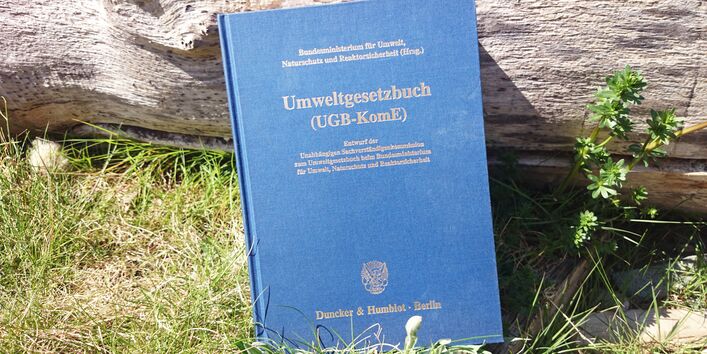 Bundesministerium für Umwelt,
Naturschutz und Reaktorsicherheit (Hrsg.)
Umweltgesetzbuch
(UGB-KomE)
Entwurf der
Unabhängigen Sachverständigenkommission
zum Umweltgesetzbuch beim Bundesministerium
für Umwelt, Naturschutz und Reaktorsicherheit
Duncker & Humblot · Berlin